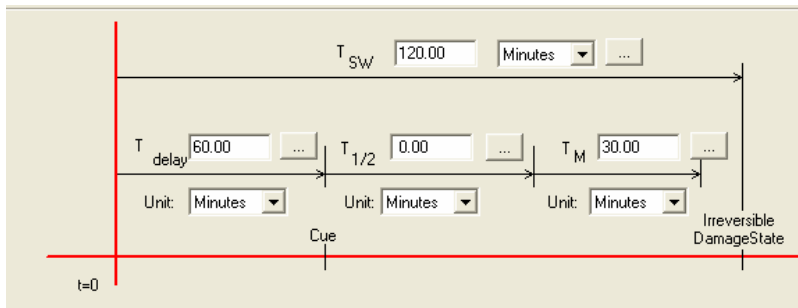 T SW 120.00 Minutes ...
T delay 60.00 ... T 1/2 0.00 ... T M 30.00 ...
Unit: Minutes Unit: Minutes Unit: Minutes
Irreversible
DamageState
Cue
t=0